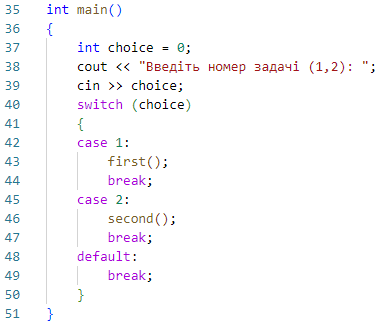 35 int main()
36 {
37 int choice = 0;
38 cout << "Введіть номер задачі (1,2): ";
39 cin >> choice;
40 switch (choice)
41 {
42 case 1:
43 first();
44 break;
45 case 2:
46 second();
47 break;
48 default:
49 break;
50 }
51 }